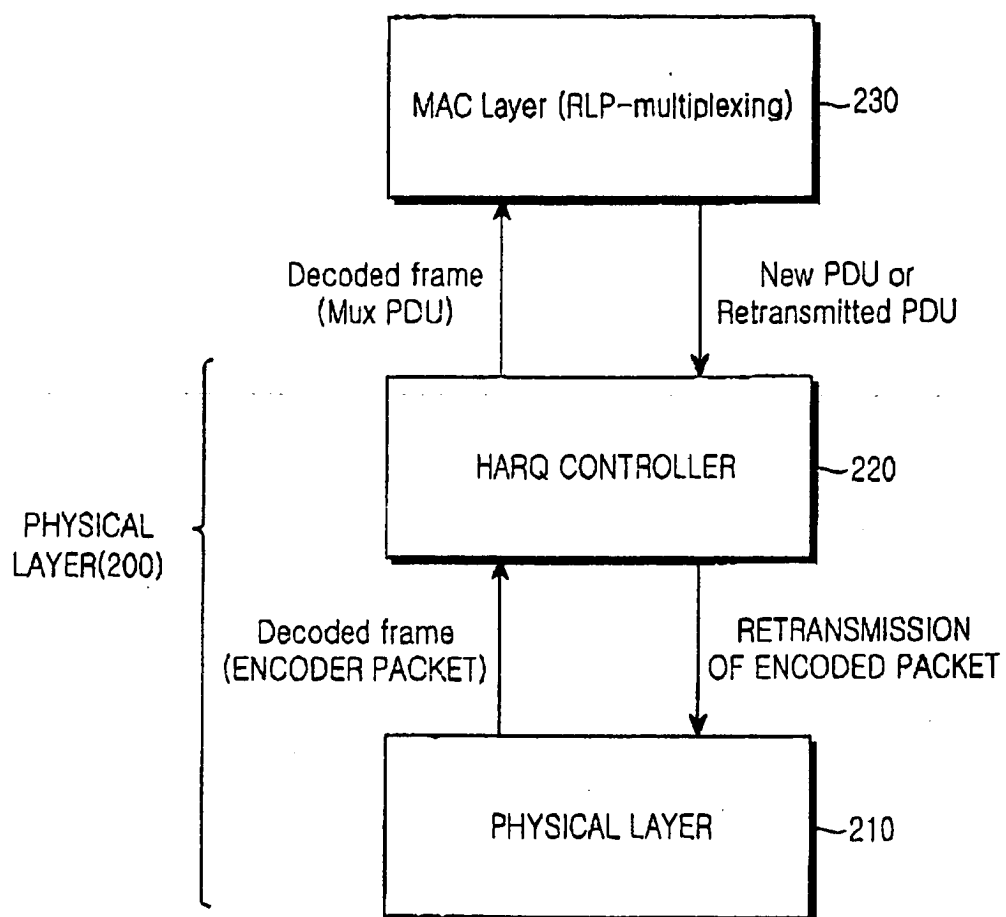 MAC Layer (RLP-multiplexing)
230
Decoded frame
(Mux PDU)
New PDU or
Retransmitted PDU
HARQ CONTROLLER
220
PHYSICAL
LAYER(200)
Decoded frame
(ENCODER PACKET)
RETRANSMISSION
OF ENCODED PACKET
PHYSICAL LAYER
210